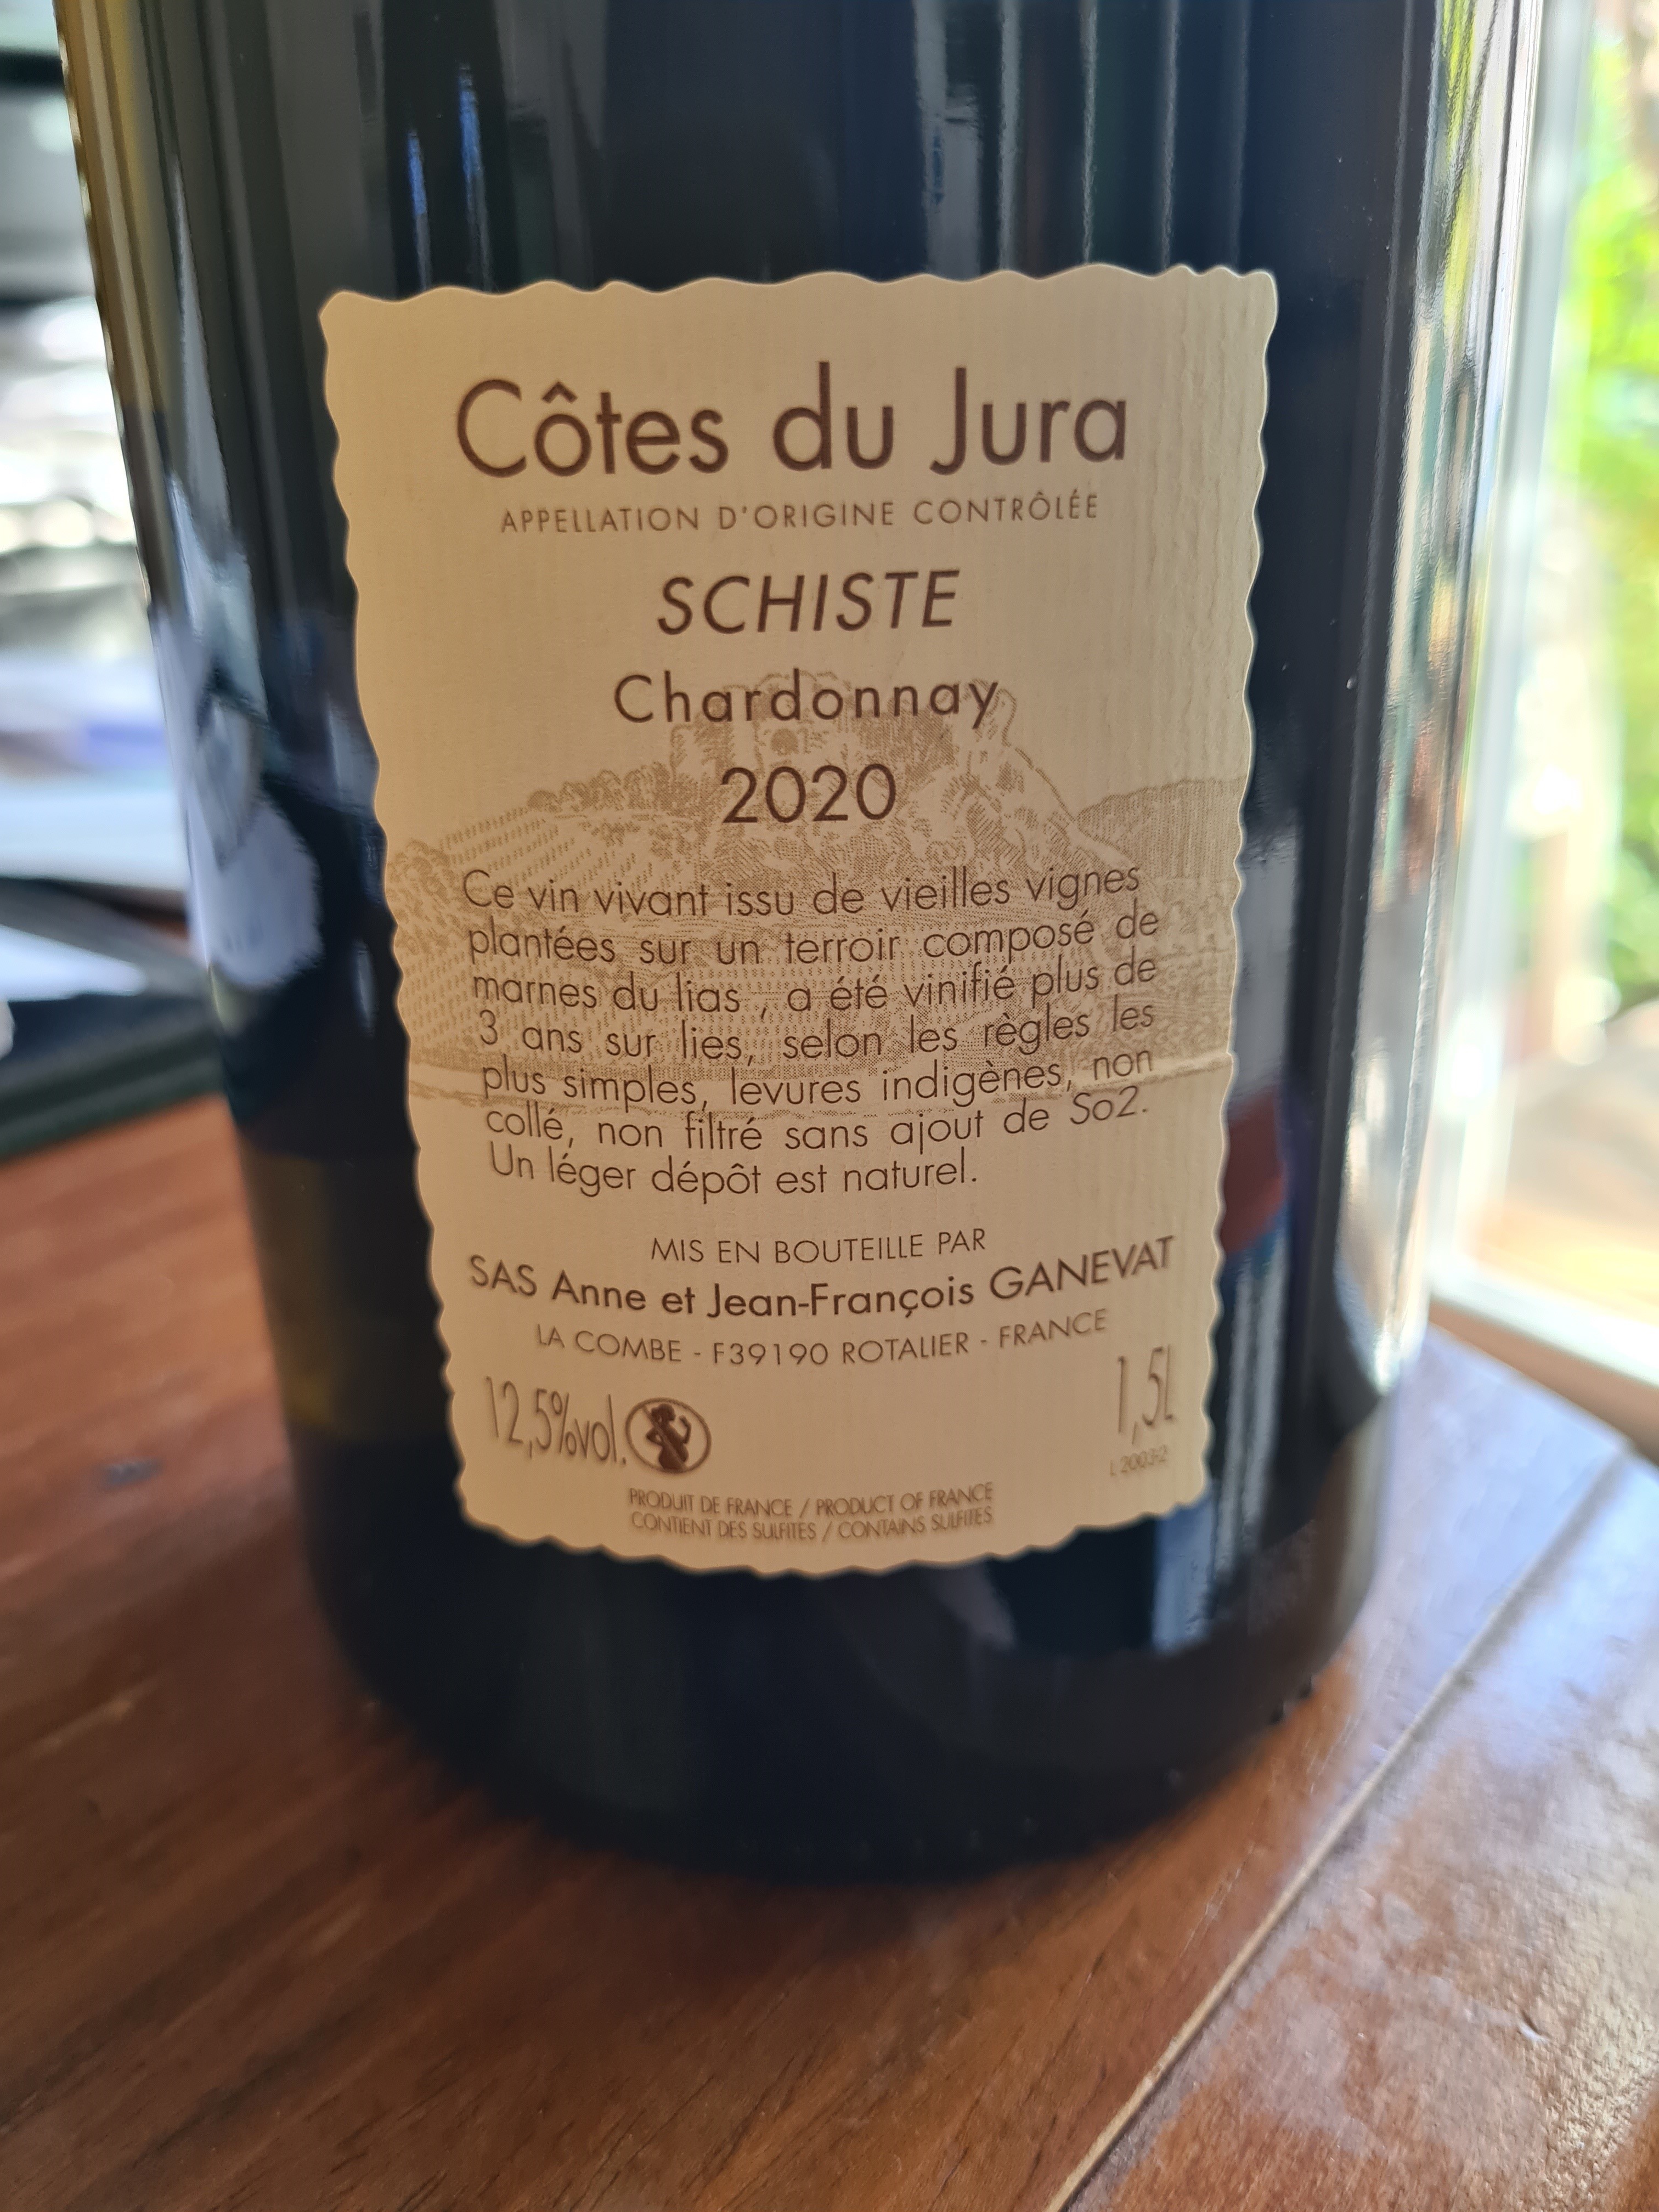 Côtes du Jura
APPELLATION D'ORIGINE CONTRÔLÉE
SCHISTE
Chardonnay
2020
Ce vin vivant issu de vieilles vignes
plantées sur un terroir composé de
marnes du lias , a été vinifié plus de
3 ans sur lies, selon les règles les
plus simples, levures indigènes, non
collé, non filtré sans ajout de So2.
Un léger dépôt est naturel.
MIS EN BOUTEILLE PAR
SAS Anne et Jean-François GANEVAT
LA COMBE - F39190 ROTALIER - FRANCE
12,5%vol. 1,5L
L 2003-2
PRODUIT DE FRANCE / PRODUCT OF FRANCE
CONTIENT DES SULFITES / CONTAINS SULFITES